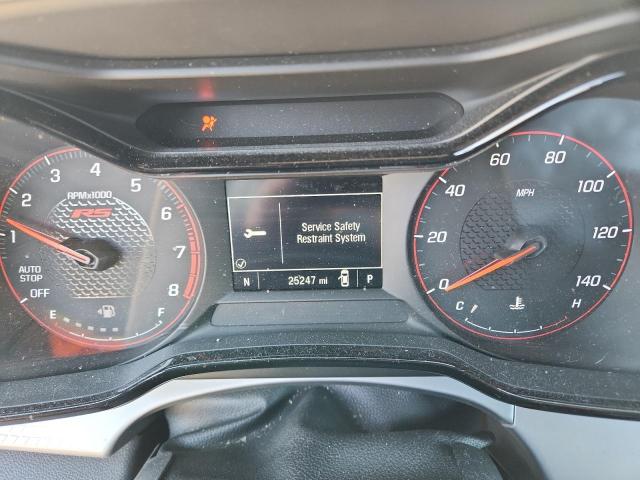 RPMx1000
RS
AUTO
STOP
OFF
1
2
3
4
5
6
7
8
E
F
Service Safety
Restraint System
N
25247 mi
P
MPH
0
40
60
80
100
120
140
0
C
H